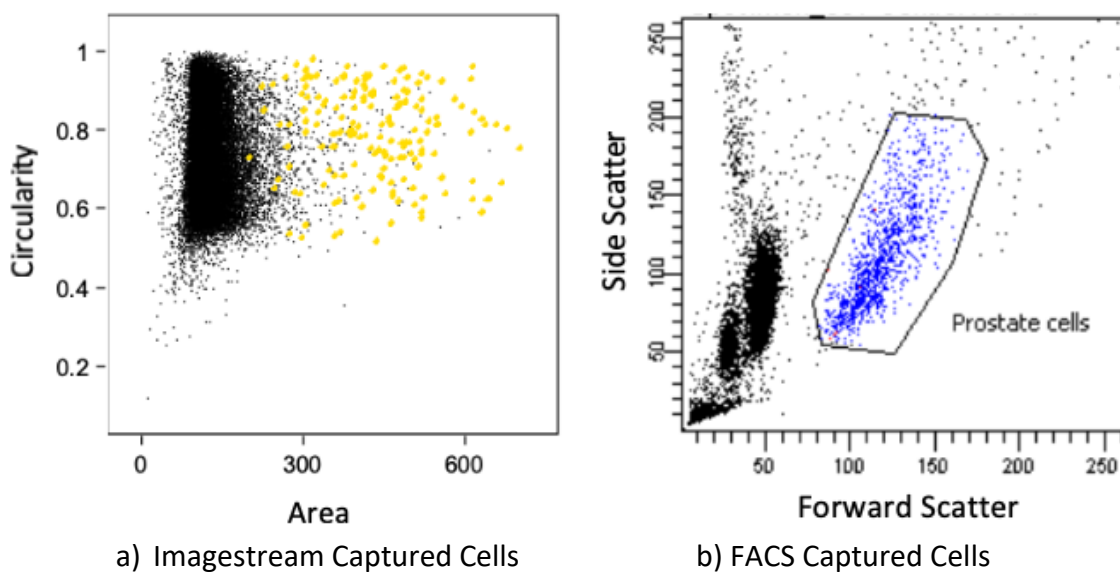 1
0.8
0.6
0.4
0.2
Circularity
0
300
600
Area
a) Imagestream Captured Cells
250
200
150
100
50
Side Scatter
Prostate cells
50
100
150
200
250
Forward Scatter
b) FACS Captured Cells